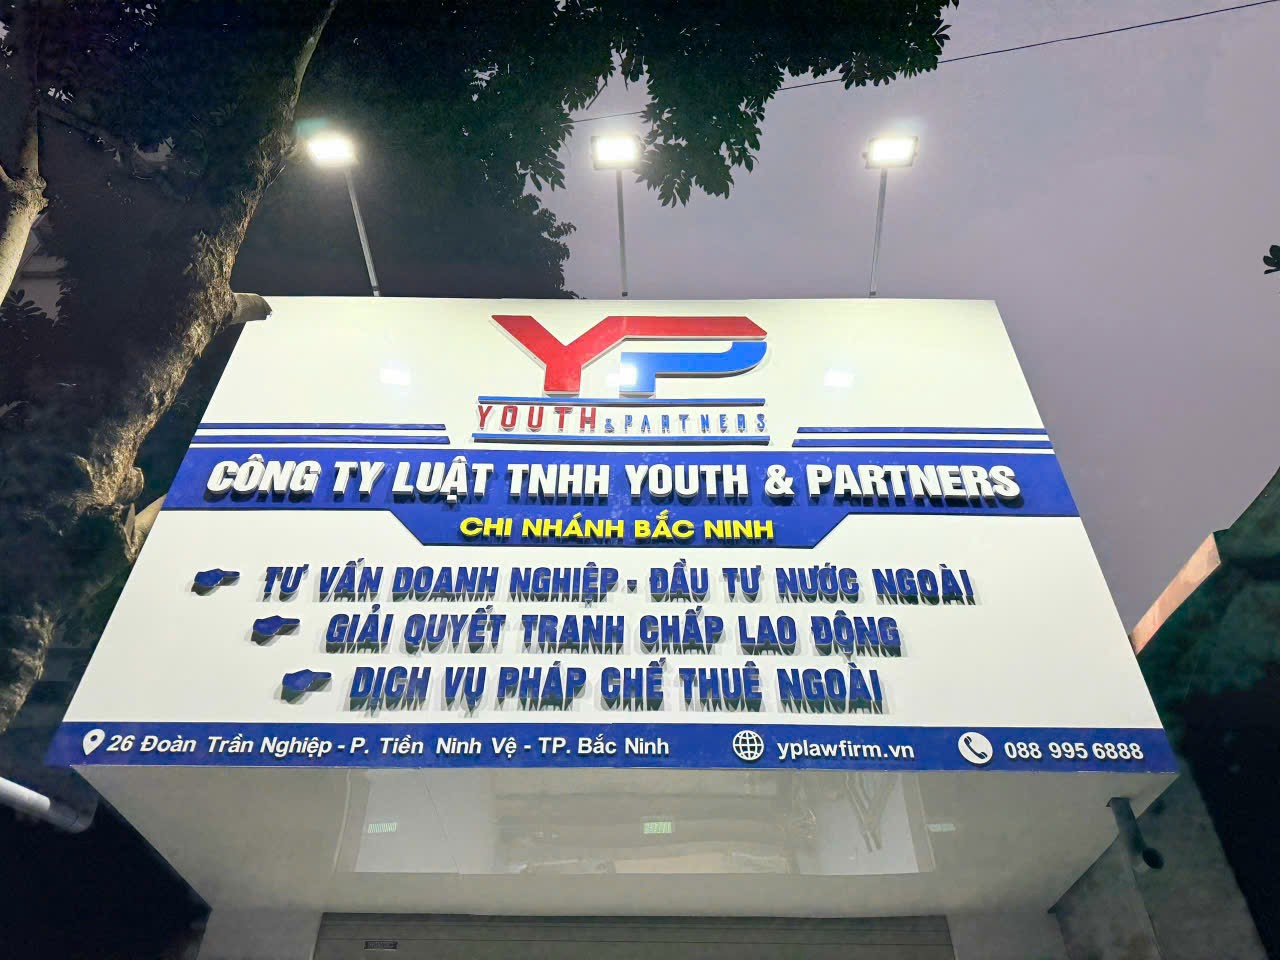 YP
YOUTH & PARTNERS
CÔNG TY LUẬT TNHH YOUTH & PARTNERS
CHI NHÁNH BẮC NINH
TƯ VẤN DOANH NGHIỆP - ĐẦU TƯ NƯỚC NGOÀI
GIẢI QUYẾT TRANH CHẤP LAO ĐỘNG
DỊCH VỤ PHÁP CHẾ THUÊ NGOÀI
26 Đoàn Trần Nghiệp - P. Tiền Ninh Vệ - TP. Bắc Ninh yplawfirm.vn 088 995 6888